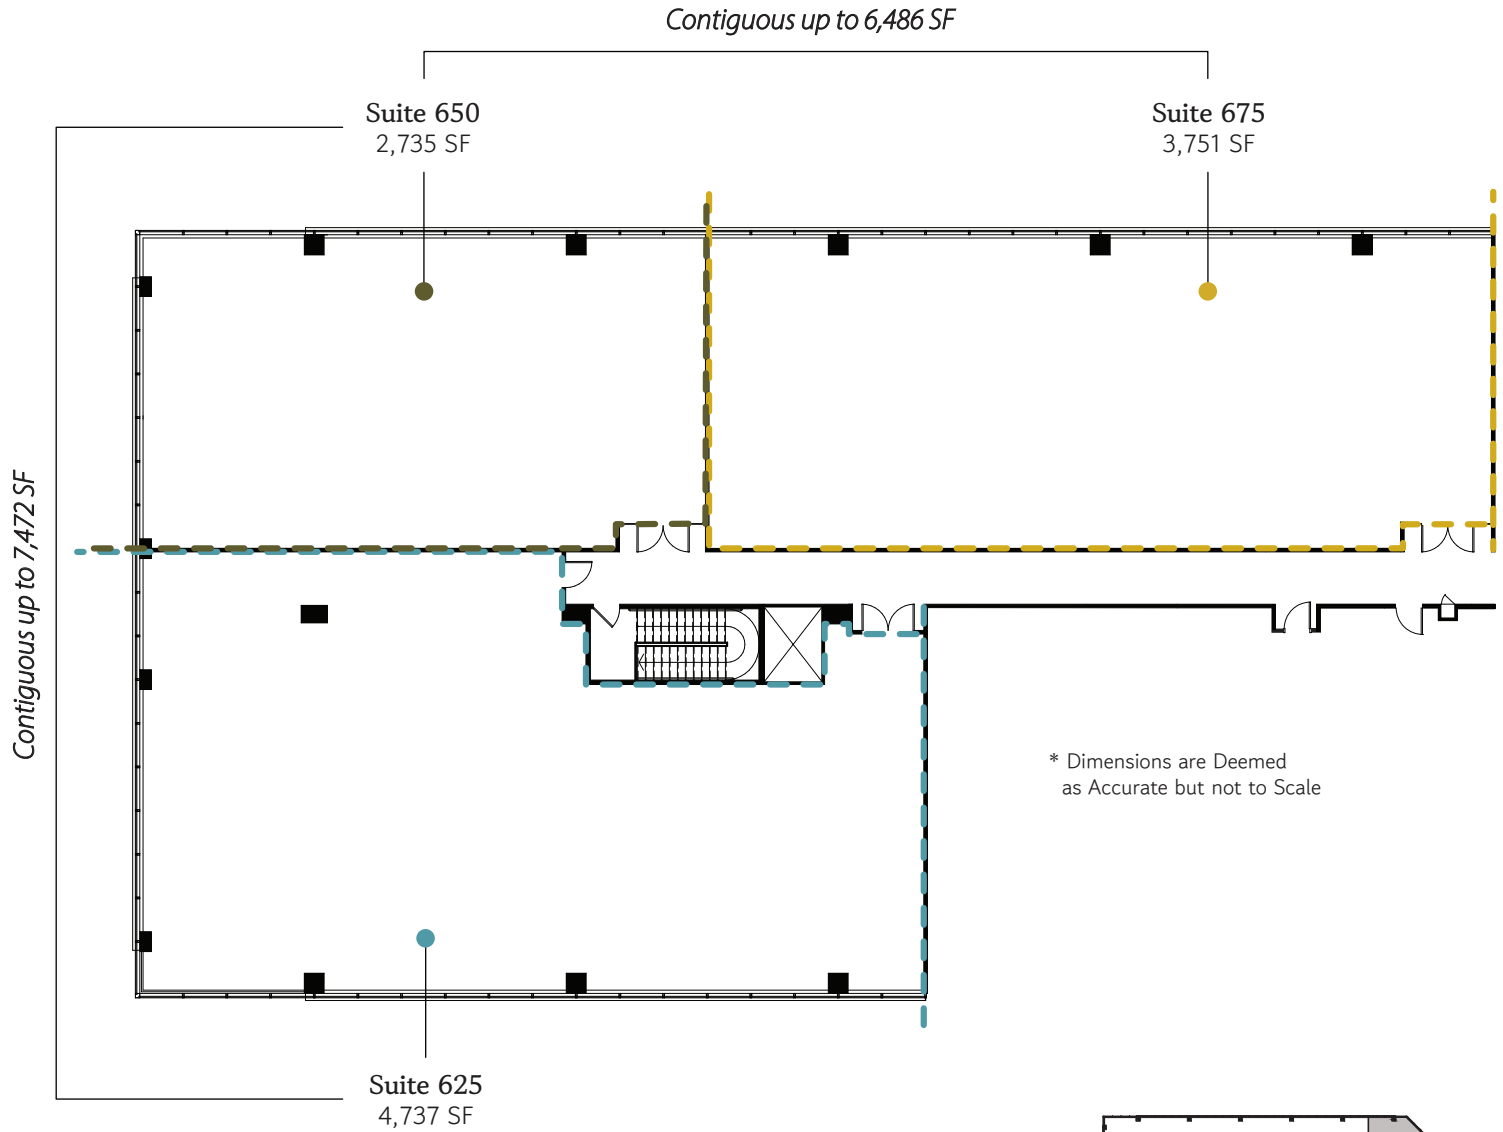 Contiguous up to 6,486 SF
Suite 650
2,735 SF
Suite 675
3,751 SF
Contiguous up to 7,472 SF
* Dimensions are Deemed
as Accurate but not to Scale
Suite 625
4,737 SF